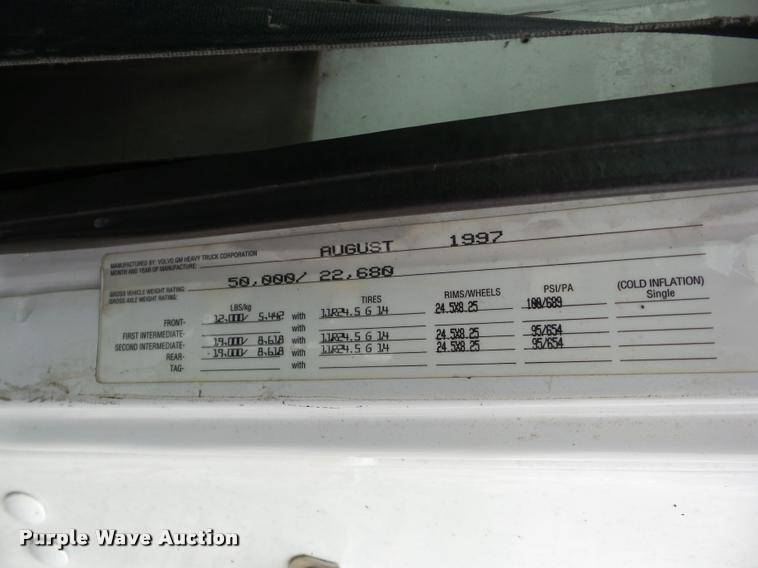 MANUFACTURED BY: VOLVO GM HEAVY TRUCK CORPORATION
MONTH AND YEAR OF MANUFACTURE: AUGUST 1997
GROSS VEHICLE WEIGHT RATING: 50,000/ 22,680
GROSS AXLE WEIGHT RATING:
LBS/kg TIRES RIMS/WHEELS PSI/PA (COLD INFLATION) Single
FRONT- 12,000/ 5,442 with 11R24.5 G 14 24.5X8.25 100/689
FIRST INTERMEDIATE- 19,000/ 8,618 with 11R24.5 G 14 24.5X8.25 95/654
SECOND INTERMEDIATE- 19,000/ 8,618 with 11R24.5 G 14 24.5X8.25 95/654
REAR- with
TAG-
Purple Wave Auction